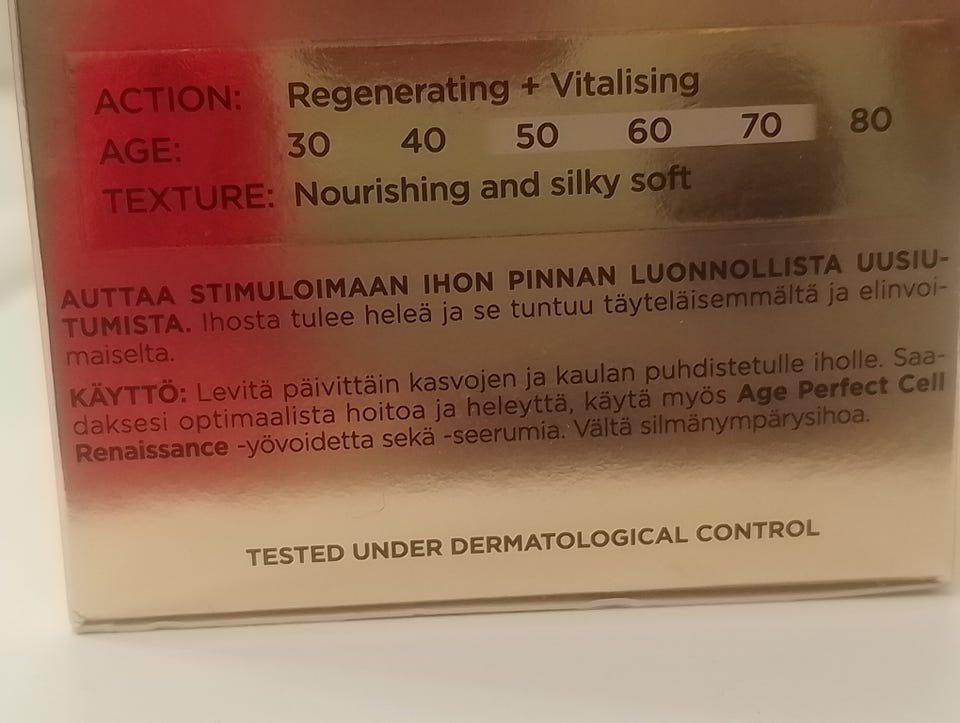 ACTION: Regenerating + Vitalising
AGE: 30 40 50 60 70 80
TEXTURE: Nourishing and silky soft
AUTTAA STIMULOIMAAN IHON PINNAN LUONNOLLISTA UUSIU-
TUMISTA. Ihosta tulee heleä ja se tuntuu täyteläisemmältä ja elinvoi-
maiselta.
KÄYTTÖ: Levitä päivittäin kasvojen ja kaulan puhdistetulle iholle. Saa-
daksesi optimaalista hoitoa ja heleyttä, käytä myös Age Perfect Cell
Renaissance -yövoidetta sekä -seerumia. Vältä silmänympärysihoa.
TESTED UNDER DERMATOLOGICAL CONTROL